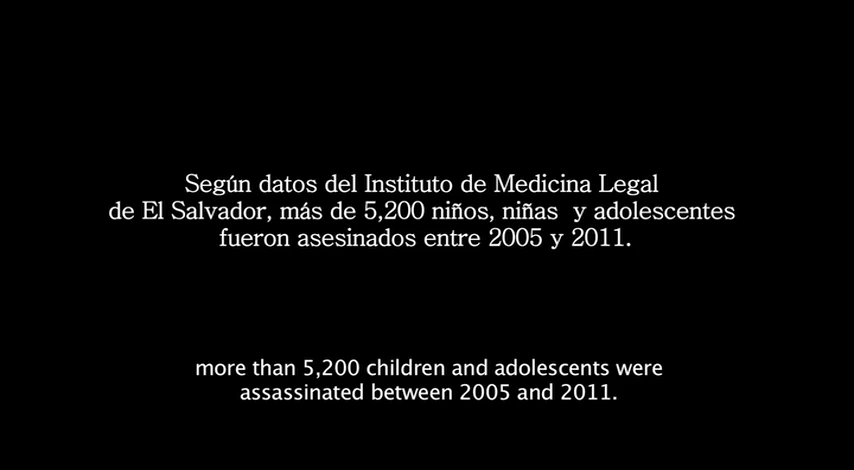 Según datos del Instituto de Medicina Legal
de El Salvador, más de 5,200 niños, niñas  y adolescentes
fueron asesinados entre 2005 y 2011.
more than 5,200 children and adolescents were
assassinated between 2005 and 2011.